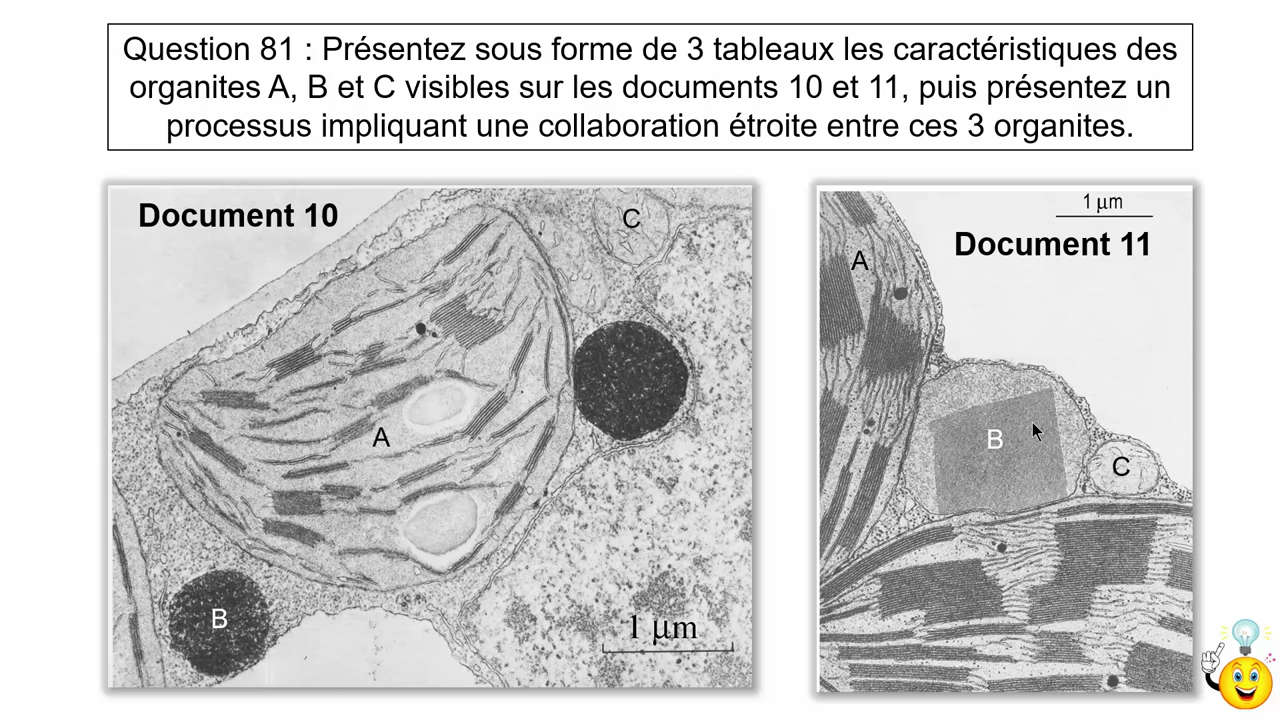 Question 81 : Présentez sous forme de 3 tableaux les caractéristiques des
organites A, B et C visibles sur les documents 10 et 11, puis présentez un
processus impliquant une collaboration étroite entre ces 3 organites.
Document 10
C
A
B
1 µm
1 µm
Document 11
A
B
C